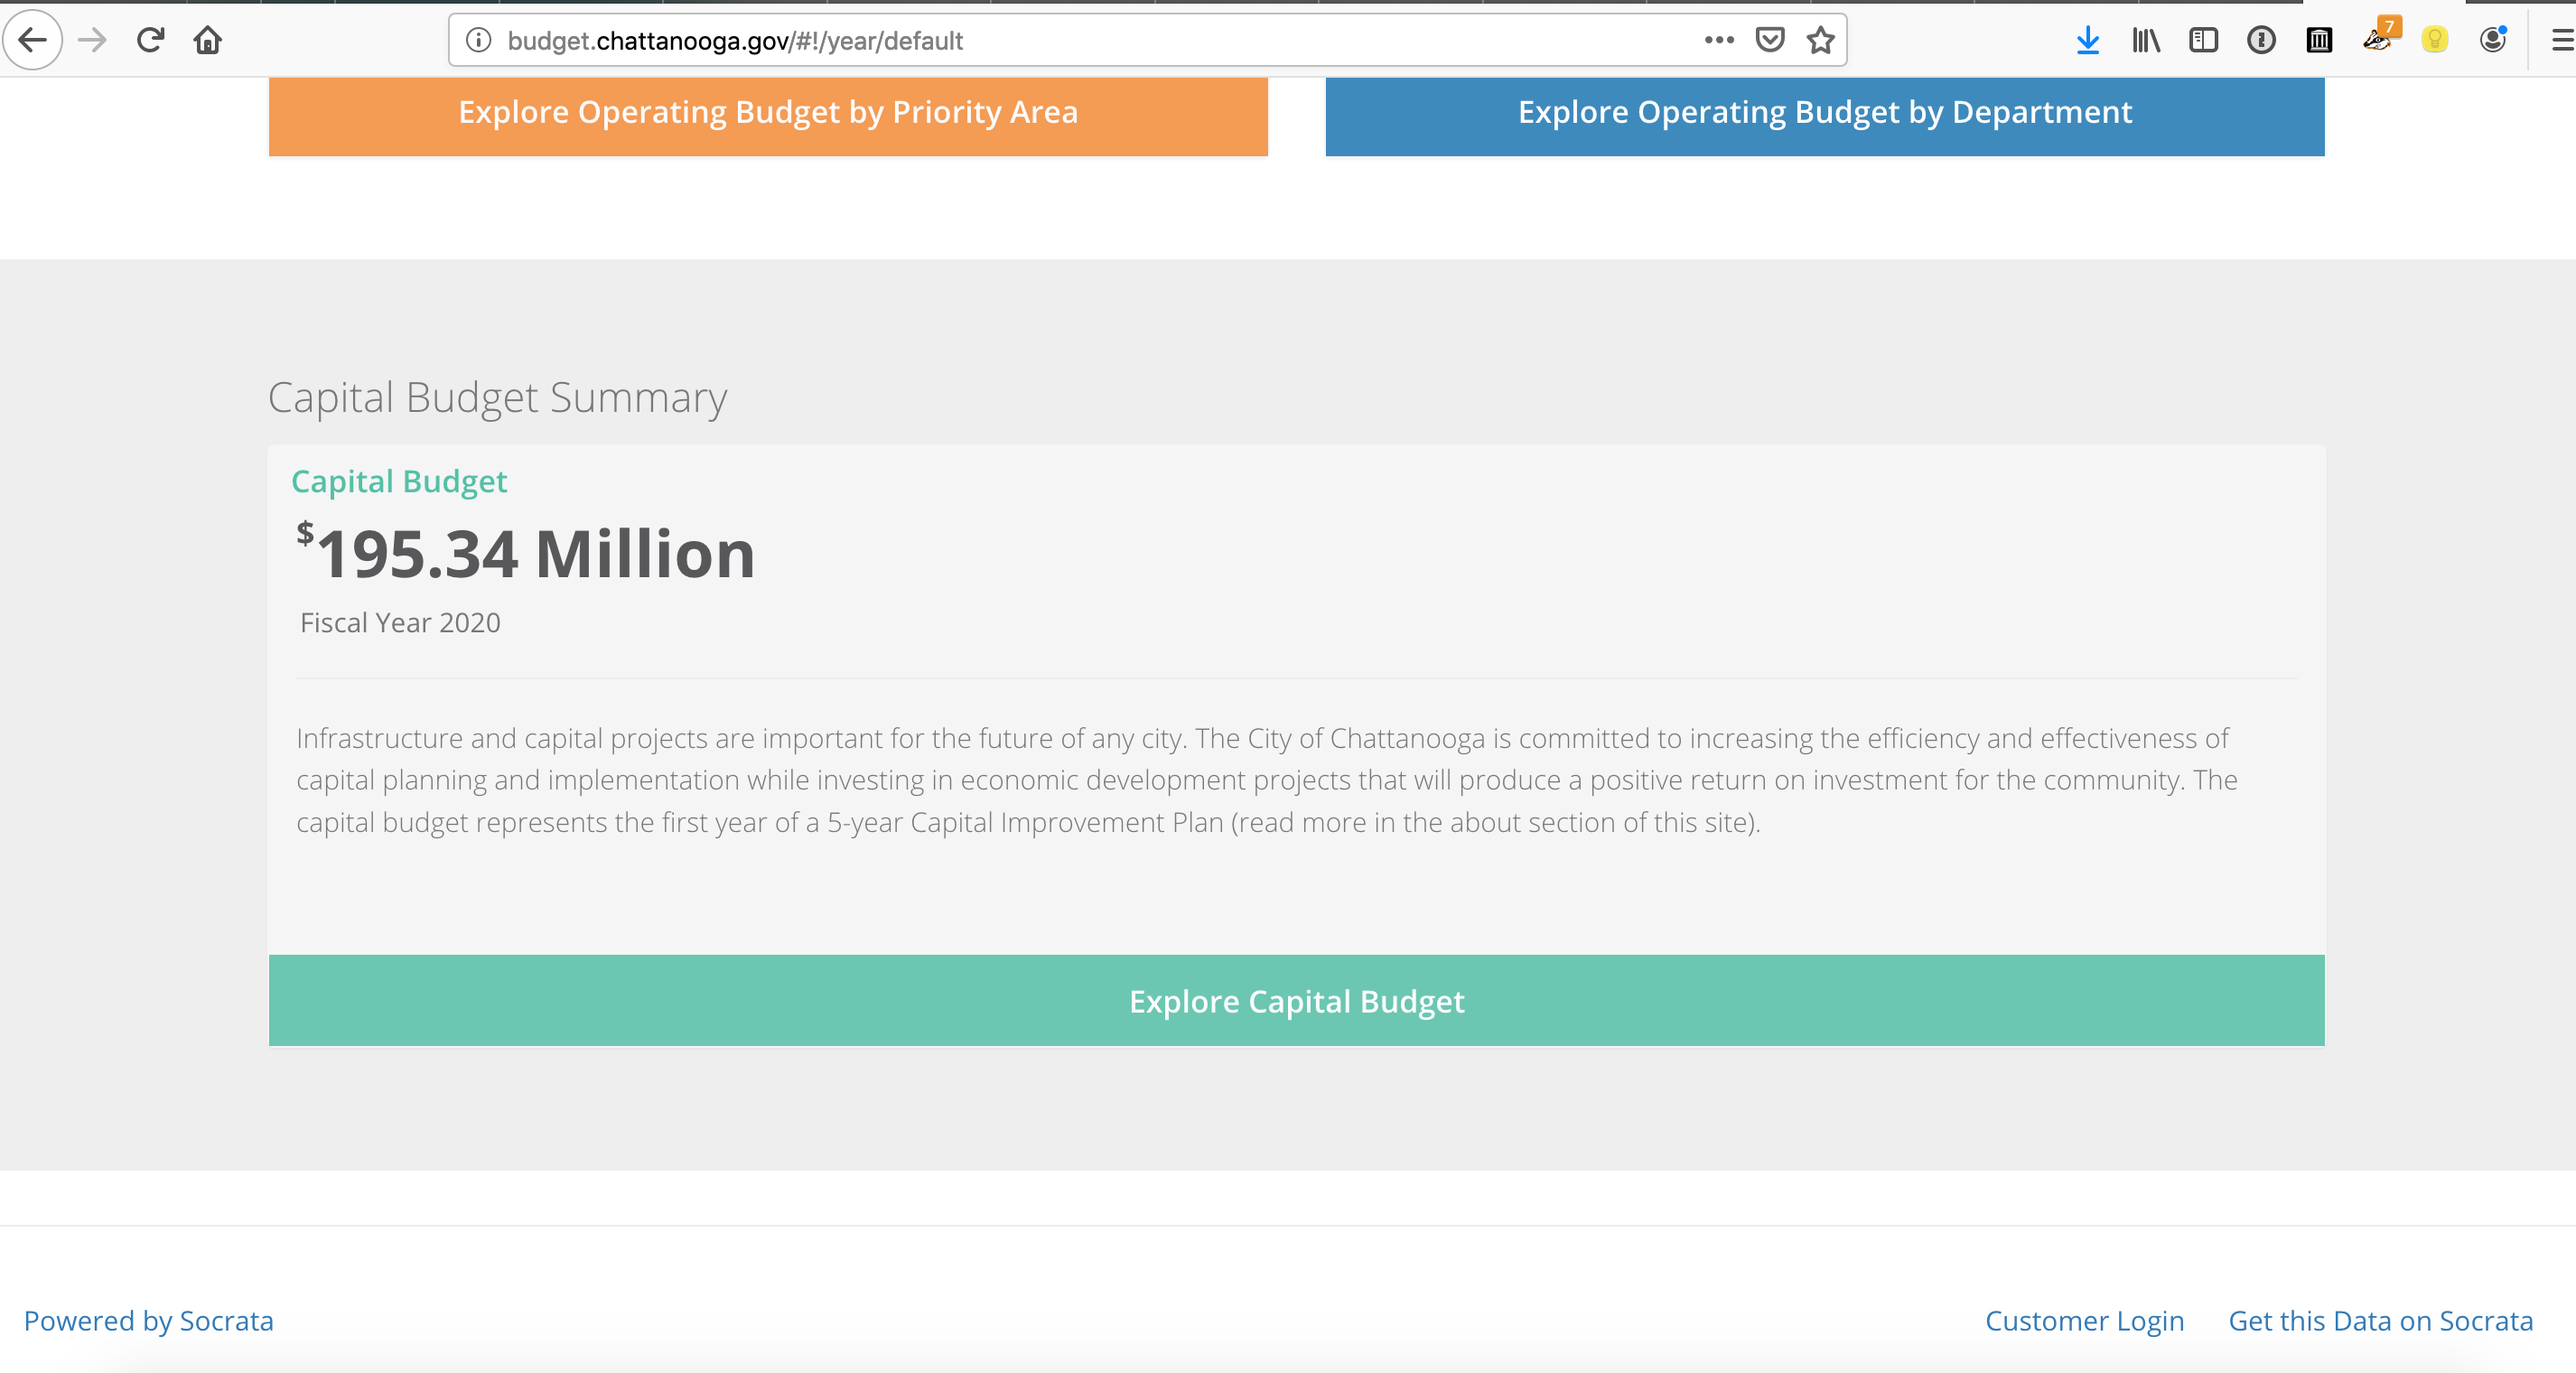 budget.chattanooga.gov/#!/year/default
7
Explore Operating Budget by Priority Area
Explore Operating Budget by Department
Capital Budget Summary
Capital Budget
$195.34 Million
Fiscal Year 2020
Infrastructure and capital projects are important for the future of any city. The City of Chattanooga is committed to increasing the efficiency and effectiveness of
capital planning and implementation while investing in economic development projects that will produce a positive return on investment for the community. The
capital budget represents the first year of a 5-year Capital Improvement Plan (read more in the about section of this site).
Explore Capital Budget
Powered by Socrata
Customer Login
Get this Data on Socrata